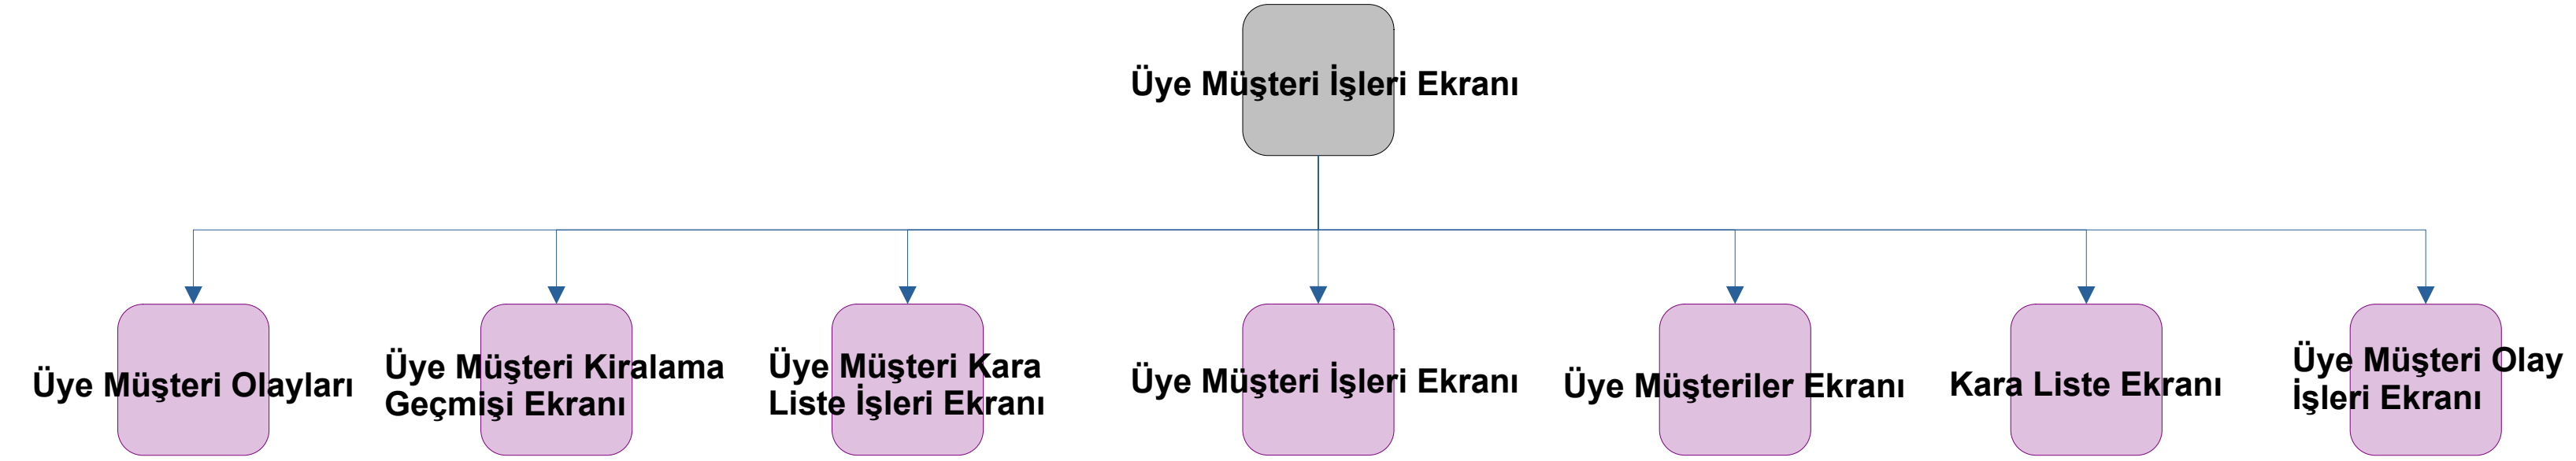 Üye Müşteri İşleri Ekranı
Üye Müşteri Olayları
Üye Müşteri Kiralama
Geçmişi Ekranı
Üye Müşteri Kara
Liste İşleri Ekranı
Üye Müşteri İşleri Ekranı
Üye Müşteriler Ekranı
Kara Liste Ekranı
Üye Müşteri Olay
İşleri Ekranı